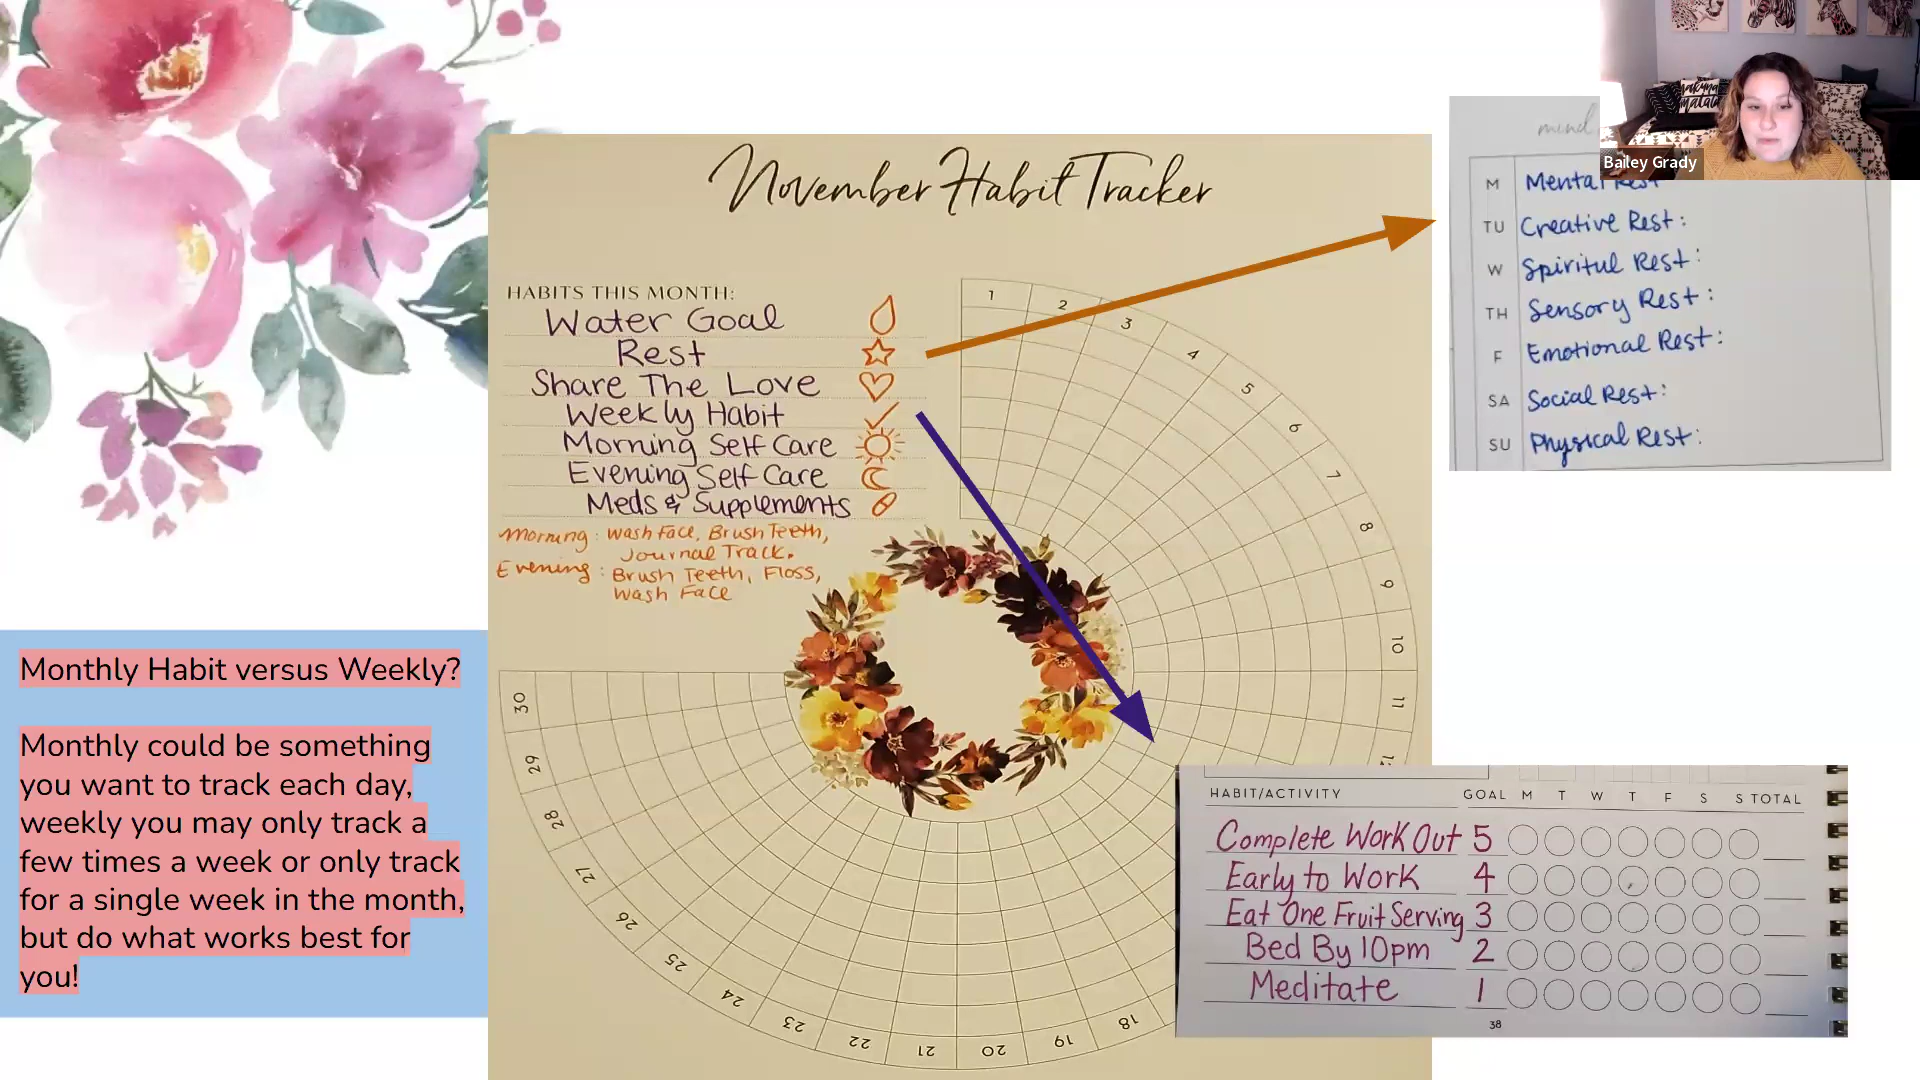 November Habit Tracker
HABITS THIS MONTH:
Water Goal
Rest
Share The Love
Weekly Habit
Morning Self Care
Evening Self Care
Meds & Supplements
Morning: Wash Face, Brush Teeth,
Journal Track.
Evening: Brush Teeth, Floss,
Wash Face
1
2
3
4
5
6
7
8
9
10
11
18
19
20
21
22
23
24
25
26
27
28
29
30
Monthly Habit versus Weekly?
Monthly could be something
you want to track each day,
weekly you may only track a
few times a week or only track
for a single week in the month,
but do what works best for
you!
mind
Bailey Grady
M Mental Rest
TU Creative Rest:
W Spiritul Rest:
TH Sensory Rest:
F Emotional Rest:
SA Social Rest:
SU Physical Rest:
HABIT/ACTIVITY GOAL M T W T F S S TOTAL
Complete Work Out 5
Early to Work 4
Eat One Fruit Serving 3
Bed By 10pm 2
Meditate 1
38